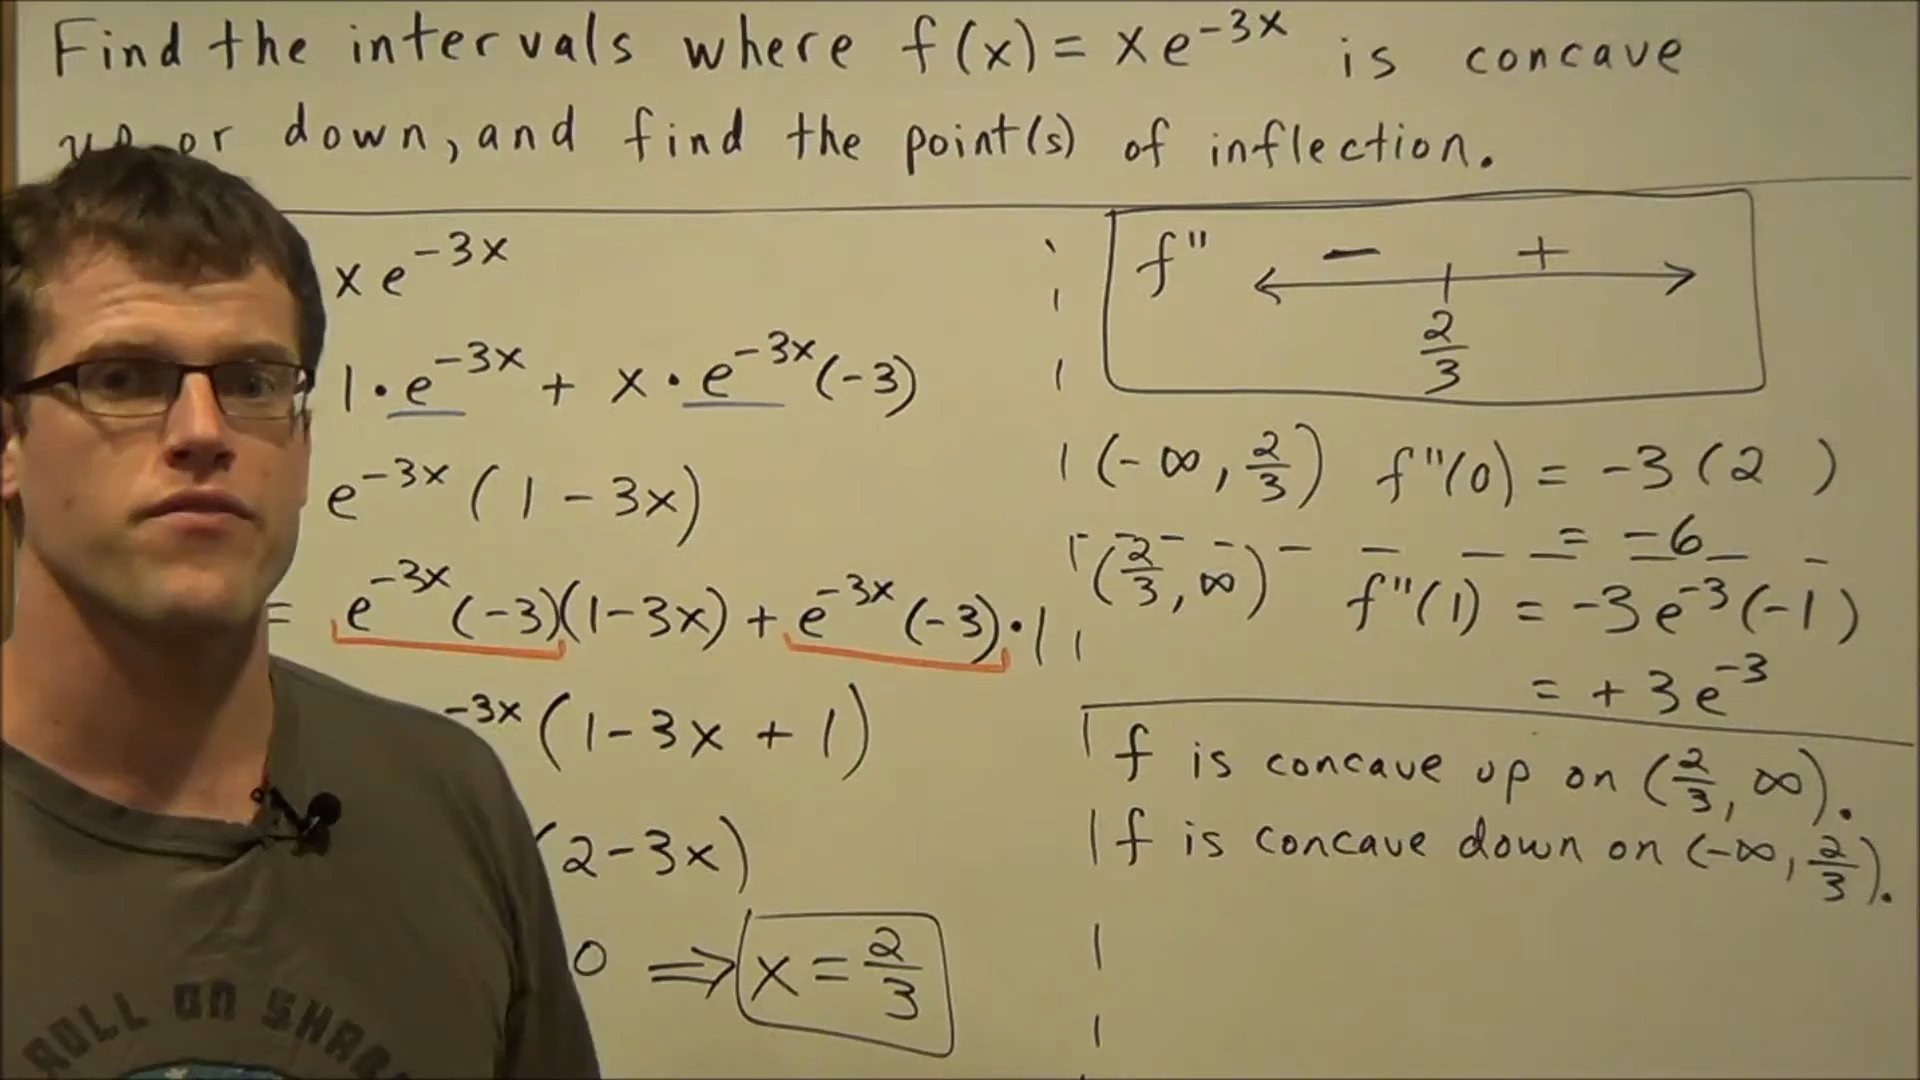 Find the intervals where f(x) = xe^{-3x} is concave
up or down, and find the point(s) of inflection.
xe^{-3x}
1 · e^{-3x} + x · e^{-3x}(-3)
e^{-3x}(1 - 3x)
= e^{-3x}(-3)(1-3x) + e^{-3x}(-3) · 1
-3x(1-3x + 1)
(2-3x)
0 ⇒ x = 2/3
f'' - +
2/3
(-∞, 2/3) f''(0) = -3(2 )
= -6
(2/3, ∞) f''(1) = -3e^{-3}(-1)
= +3e^{-3}
f is concave up on (2/3, ∞).
f is concave down on (-∞, 2/3).
ROLL ON